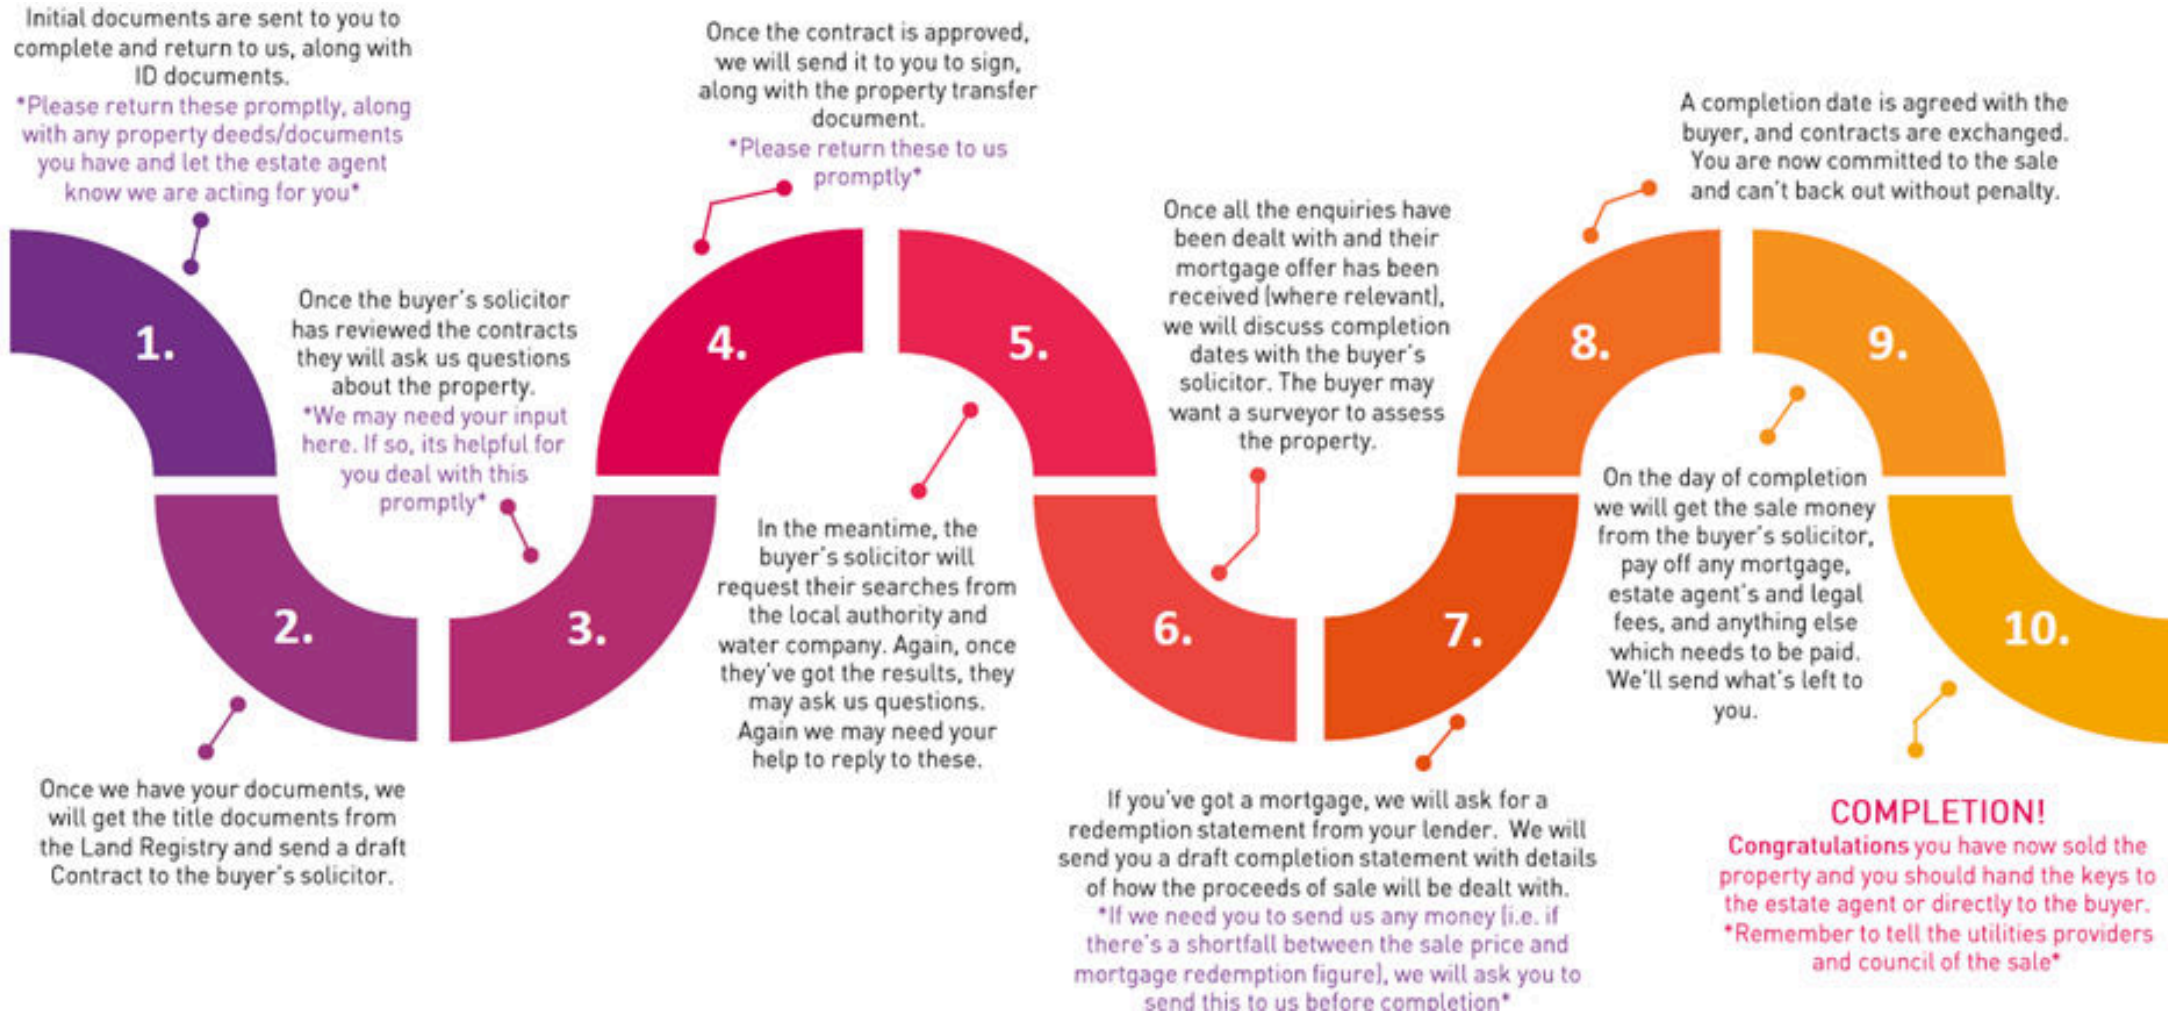 Initial documents are sent to you to
complete and return to us, along with
ID documents.
*Please return these promptly, along
with any property deeds/documents
you have and let the estate agent
know we are acting for you*
1.
2.
Once we have your documents, we
will get the title documents from
the Land Registry and send a draft
Contract to the buyer's solicitor.
Once the buyer's solicitor
has reviewed the contracts
they will ask us questions
about the property.
*We may need your input
here. If so, its helpful for
you deal with this
promptly*
3.
Once the contract is approved,
we will send it to you to sign,
along with the property transfer
document.
*Please return these to us
promptly*
4.
5.
In the meantime, the
buyer's solicitor will
request their searches from
the local authority and
water company. Again, once
they've got the results, they
may ask us questions.
Again we may need your
help to reply to these.
Once all the enquiries have
been dealt with and their
mortgage offer has been
received (where relevant),
we will discuss completion
dates with the buyer's
solicitor. The buyer may
want a surveyor to assess
the property.
6.
7.
If you've got a mortgage, we will ask for a
redemption statement from your lender. We will
send you a draft completion statement with details
of how the proceeds of sale will be dealt with.
*If we need you to send us any money (i.e. if
there's a shortfall between the sale price and
mortgage redemption figure), we will ask you to
send this to us before completion*
A completion date is agreed with the
buyer, and contracts are exchanged.
You are now committed to the sale
and can't back out without penalty.
8.
9.
On the day of completion
we will get the sale money
from the buyer's solicitor,
pay off any mortgage,
estate agent's and legal
fees, and anything else
which needs to be paid.
We'll send what's left to
you.
10.
COMPLETION!
Congratulations you have now sold the
property and you should hand the keys to
the estate agent or directly to the buyer.
*Remember to tell the utilities providers
and council of the sale*